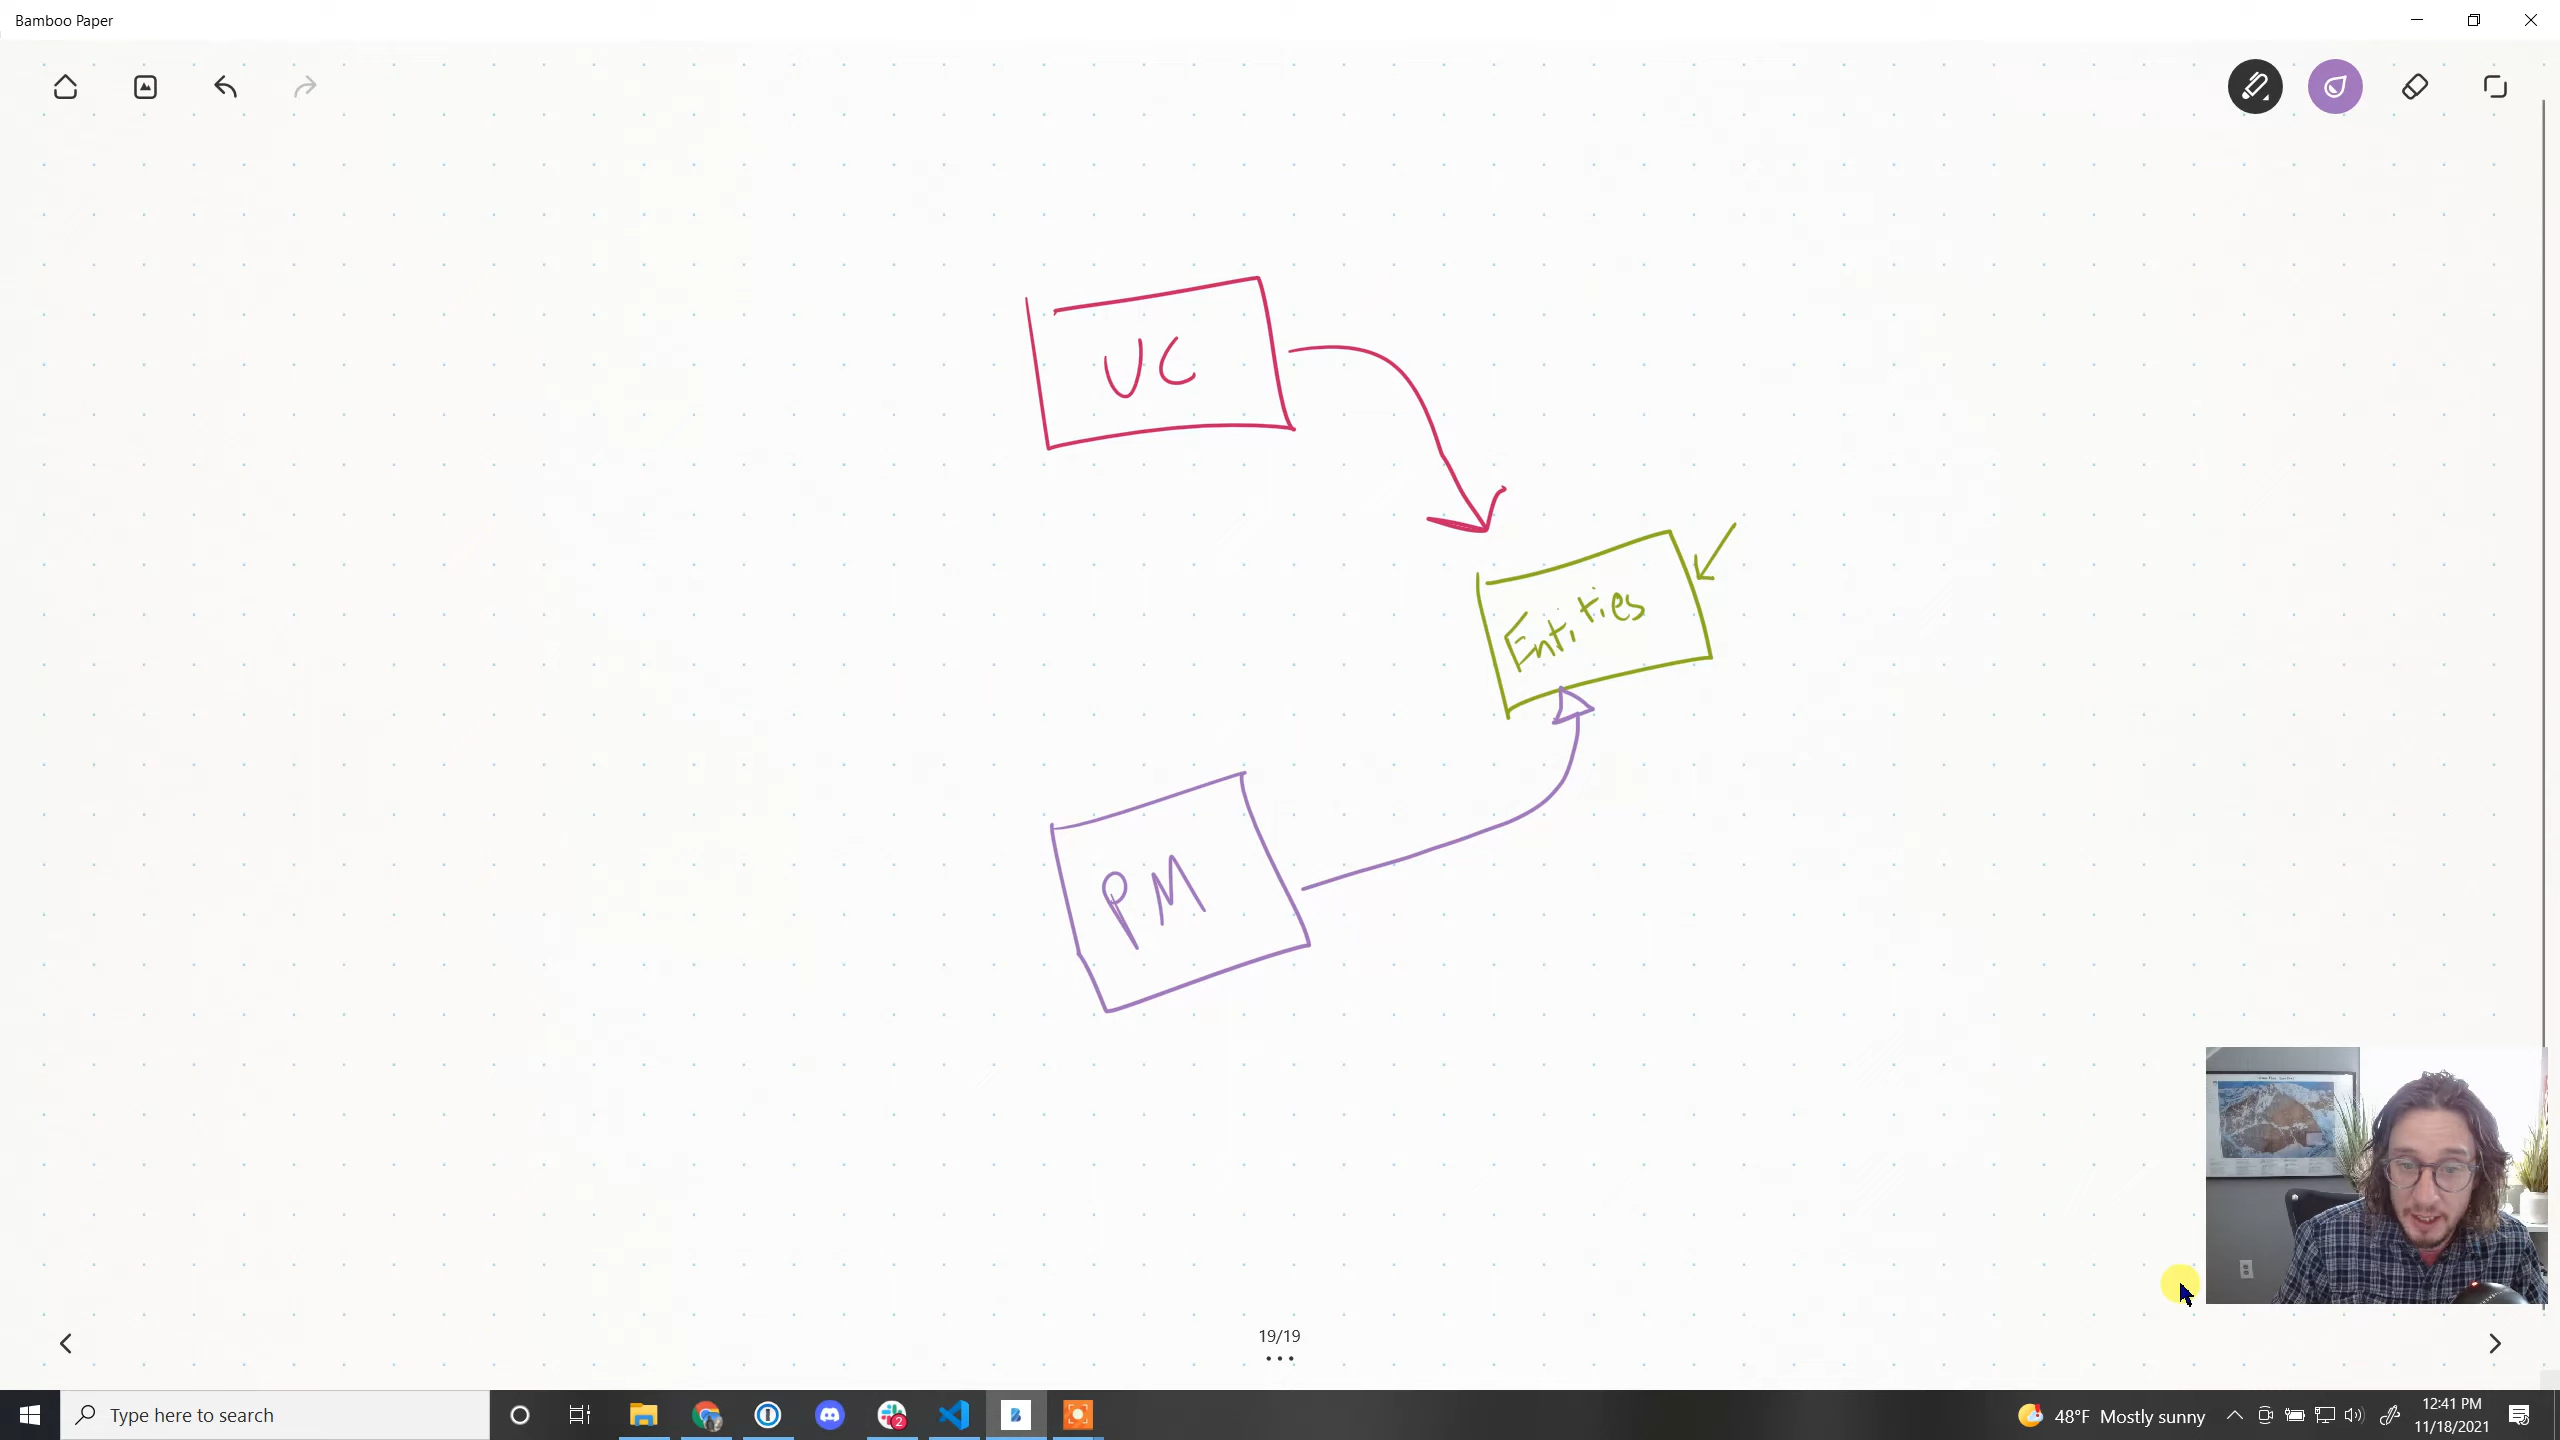 Bamboo Paper
UC
Entities
PM
19/19
Type here to search
2
48°F Mostly sunny
12:41 PM
11/18/2021